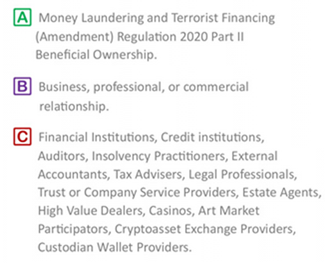 A Money Laundering and Terrorist Financing
(Amendment) Regulation 2020 Part II
Beneficial Ownership.
B Business, professional, or commercial
relationship.
C Financial Institutions, Credit institutions,
Auditors, Insolvency Practitioners, External
Accountants, Tax Advisers, Legal Professionals,
Trust or Company Service Providers, Estate Agents,
High Value Dealers, Casinos, Art Market
Participators, Cryptoasset Exchange Providers,
Custodian Wallet Providers.